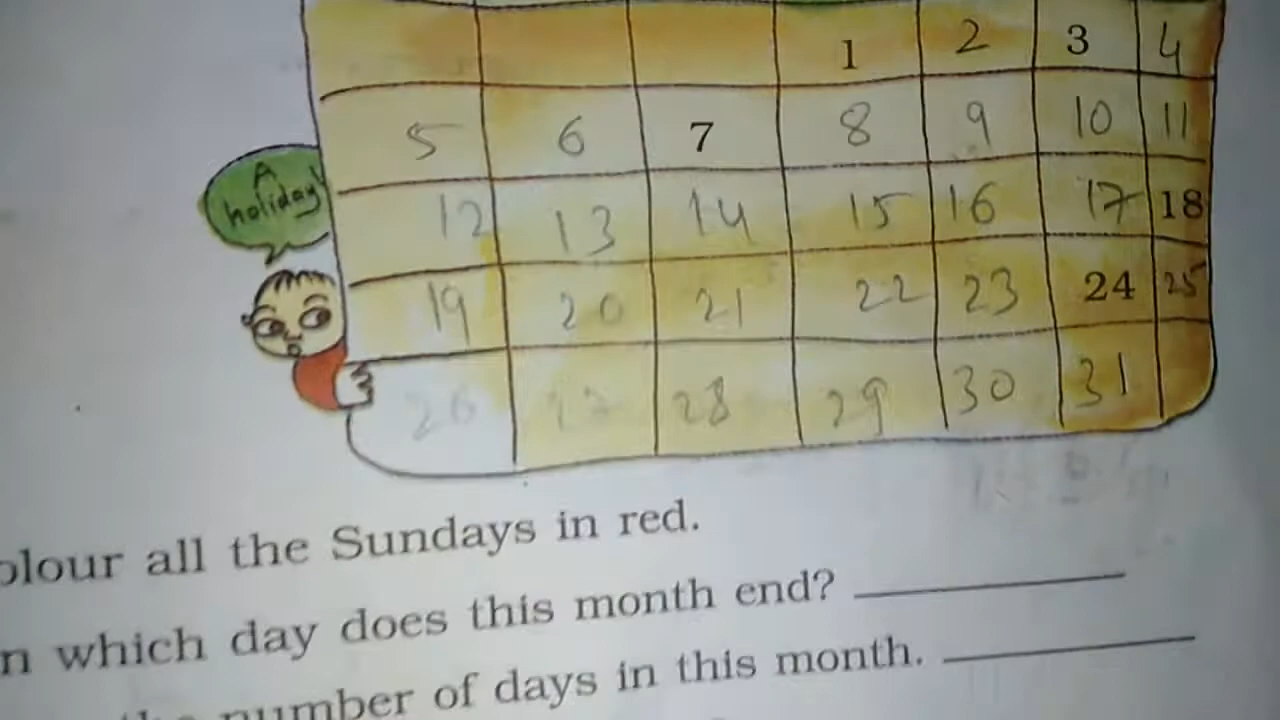 1 2 3 4
5 6 7 8 9 10 11
A
holiday!
12 13 14 15 16 17 18
19 20 21 22 23 24 25
26 27 28 29 30 31
olour all the Sundays in red.
n which day does this month end?
number of days in this month.